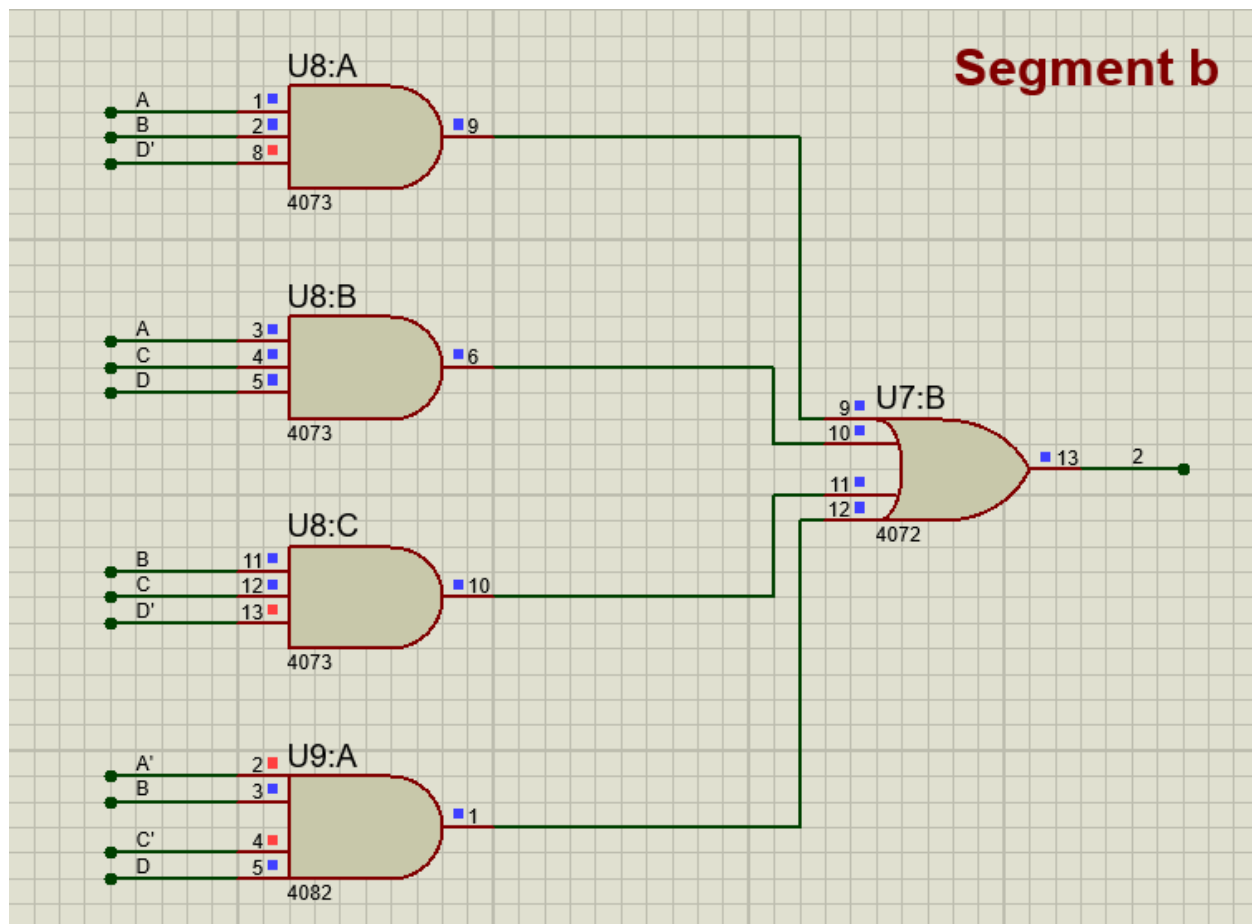 Segment b
U8:A
A 1
B 2
D' 8
9
4073
U8:B
A 3
C 4
D 5
6
4073
U7:B
9
10
11
12
13 2
4072
U8:C
B 11
C 12
D' 13
10
4073
U9:A
A' 2
B 3
C' 4
D 5
1
4082